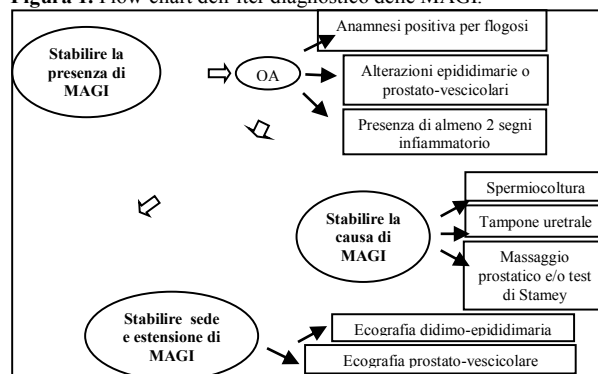 Figura 1. Flow chart dell'iter diagnostico delle MAGI.
Stabilire la
presenza di
MAGI
OA
Anamnesi positiva per flogosi
Alterazioni epididimarie o
prostato-vescicolari
Presenza di almeno 2 segni
infiammatorio
Stabilire la
causa di
MAGI
Spermiocoltura
Tampone uretrale
Massaggio
prostatico e/o test
di Stamey
Stabilire sede
e estensione di
MAGI
Ecografia didimo-epididimaria
Ecografia prostato-vescicolare